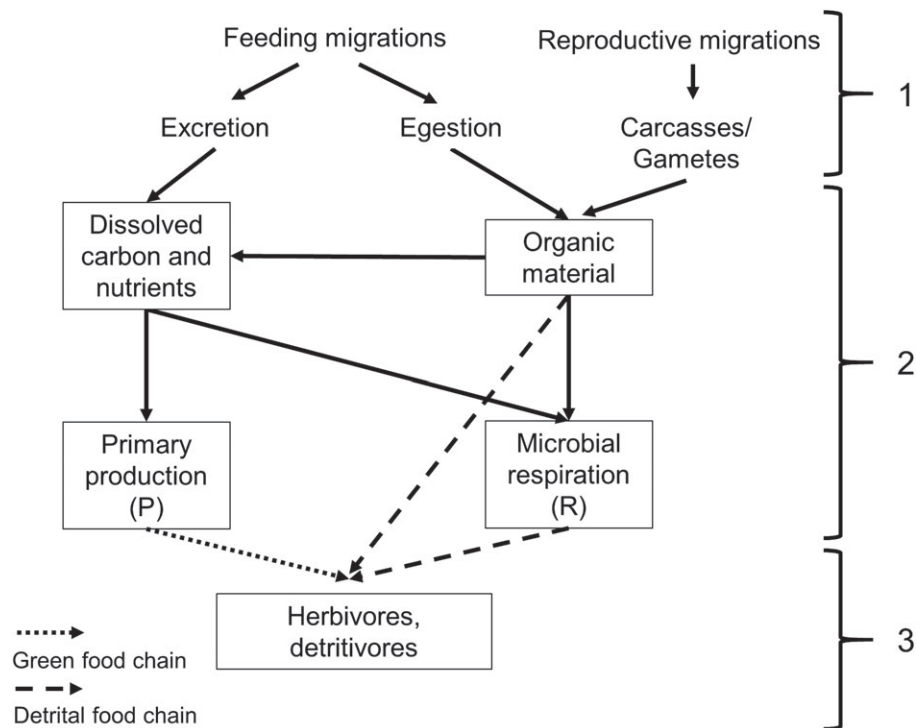 Feeding migrations
Reproductive migrations
1
Excretion
Egestion
Carcasses/
Gametes
Dissolved
carbon and
nutrients
Organic
material
2
Primary
production
(P)
Microbial
respiration
(R)
Herbivores,
detritivores
3
Green food chain
Detrital food chain